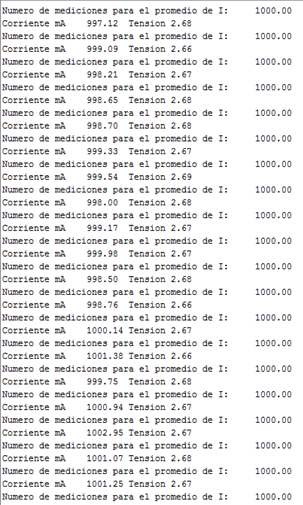 Numero de mediciones para el promedio de I: 1000.00
Corriente mA 997.12 Tension 2.68
Numero de mediciones para el promedio de I: 1000.00
Corriente mA 999.09 Tension 2.66
Numero de mediciones para el promedio de I: 1000.00
Corriente mA 998.21 Tension 2.67
Numero de mediciones para el promedio de I: 1000.00
Corriente mA 998.65 Tension 2.68
Numero de mediciones para el promedio de I: 1000.00
Corriente mA 998.70 Tension 2.68
Numero de mediciones para el promedio de I: 1000.00
Corriente mA 999.33 Tension 2.67
Numero de mediciones para el promedio de I: 1000.00
Corriente mA 999.54 Tension 2.69
Numero de mediciones para el promedio de I: 1000.00
Corriente mA 998.00 Tension 2.68
Numero de mediciones para el promedio de I: 1000.00
Corriente mA 999.17 Tension 2.67
Numero de mediciones para el promedio de I: 1000.00
Corriente mA 999.98 Tension 2.67
Numero de mediciones para el promedio de I: 1000.00
Corriente mA 998.50 Tension 2.68
Numero de mediciones para el promedio de I: 1000.00
Corriente mA 998.76 Tension 2.66
Numero de mediciones para el promedio de I: 1000.00
Corriente mA 1000.14 Tension 2.67
Numero de mediciones para el promedio de I: 1000.00
Corriente mA 1001.38 Tension 2.66
Numero de mediciones para el promedio de I: 1000.00
Corriente mA 999.75 Tension 2.68
Numero de mediciones para el promedio de I: 1000.00
Corriente mA 1000.94 Tension 2.67
Numero de mediciones para el promedio de I: 1000.00
Corriente mA 1002.95 Tension 2.67
Numero de mediciones para el promedio de I: 1000.00
Corriente mA 1001.07 Tension 2.68
Numero de mediciones para el promedio de I: 1000.00
Corriente mA 1001.25 Tension 2.67
Numero de mediciones para el promedio de I: 1000.00